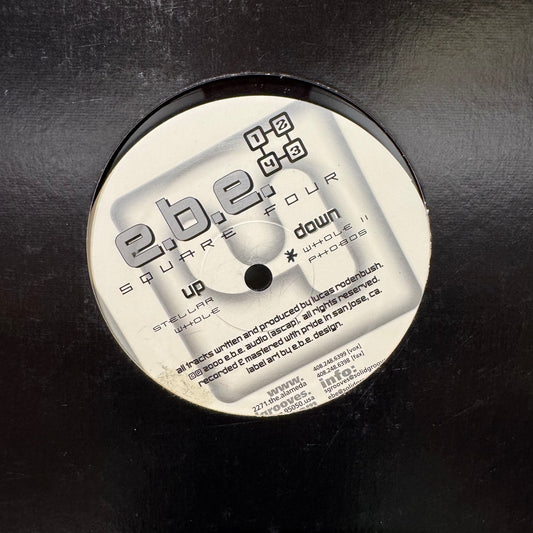 e.b.e.
1 2
4 3
SQUARE FOUR
up
STELLAR
WHOLE
down
* WHOLE II
PHOBOS
all tracks written and produced by lucas rodenbush.
2000 e.b.e. audio [ascap]. all rights reserved.
recorded & mastered with pride in san jose, ca.
label art by e.b.e. design.
408.248.6399 [vox]
408.248.6398 [fax]
www.
info:
2271.the.alameda
95050.usa